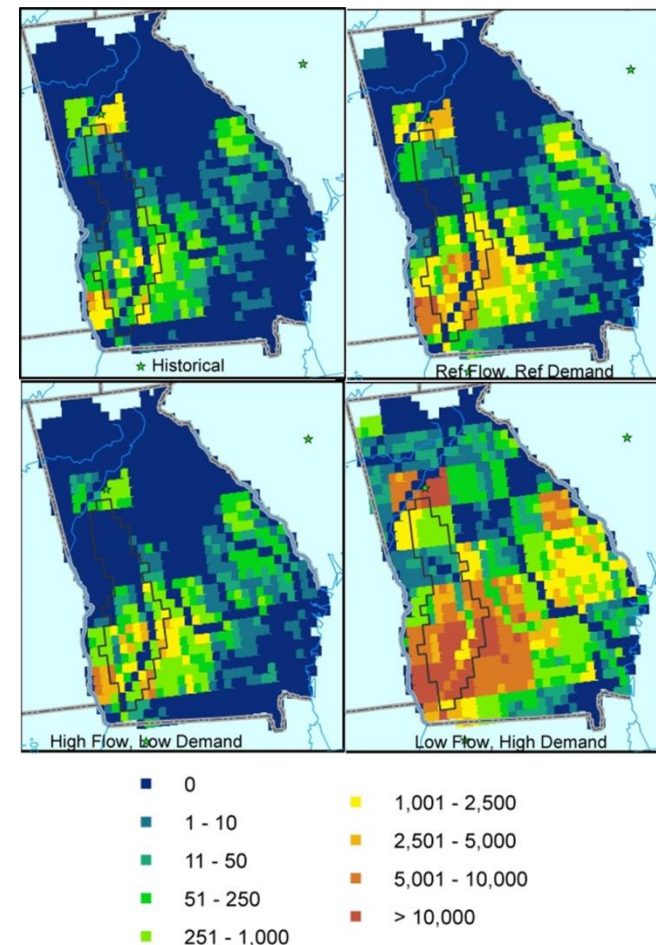 Historical
Ref Flow, Ref Demand
High Flow, Low Demand
Low Flow, High Demand
0
1 - 10
11 - 50
51 - 250
251 - 1,000
1,001 - 2,500
2,501 - 5,000
5,001 - 10,000
> 10,000